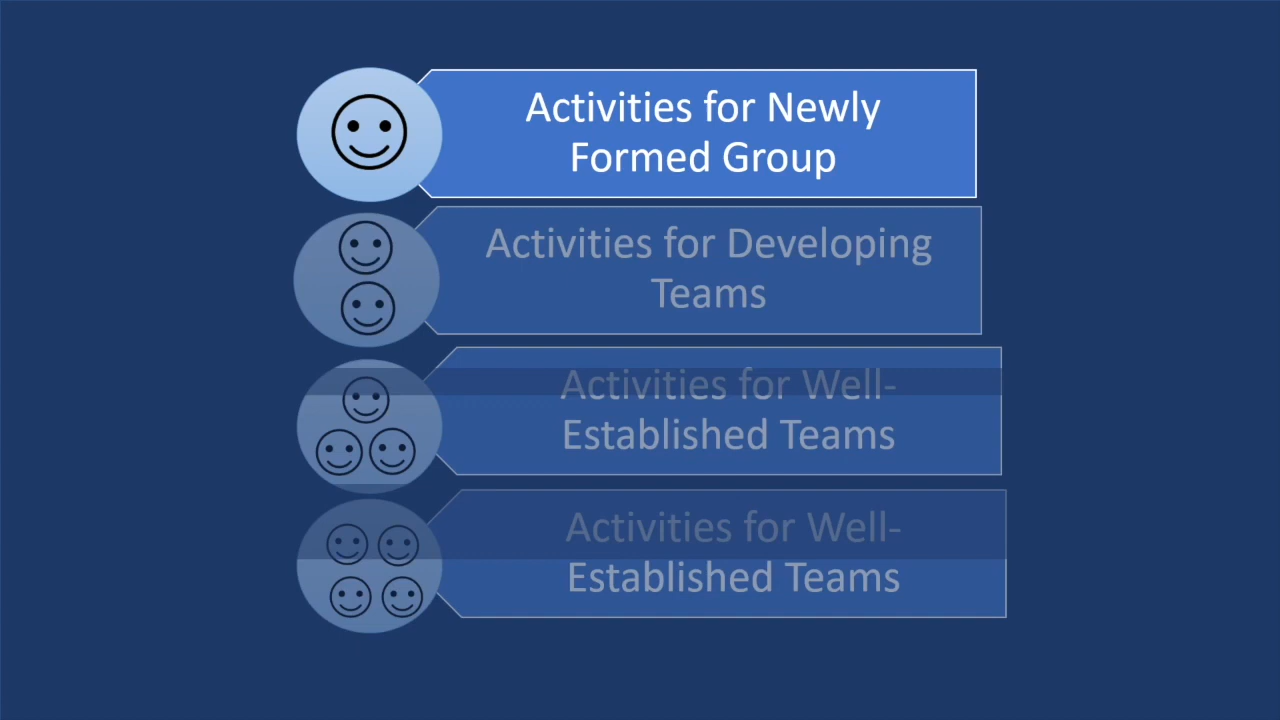 Activities for Newly
Formed Group
Activities for Developing
Teams
Activities for Well-
Established Teams
Activities for Well-
Established Teams